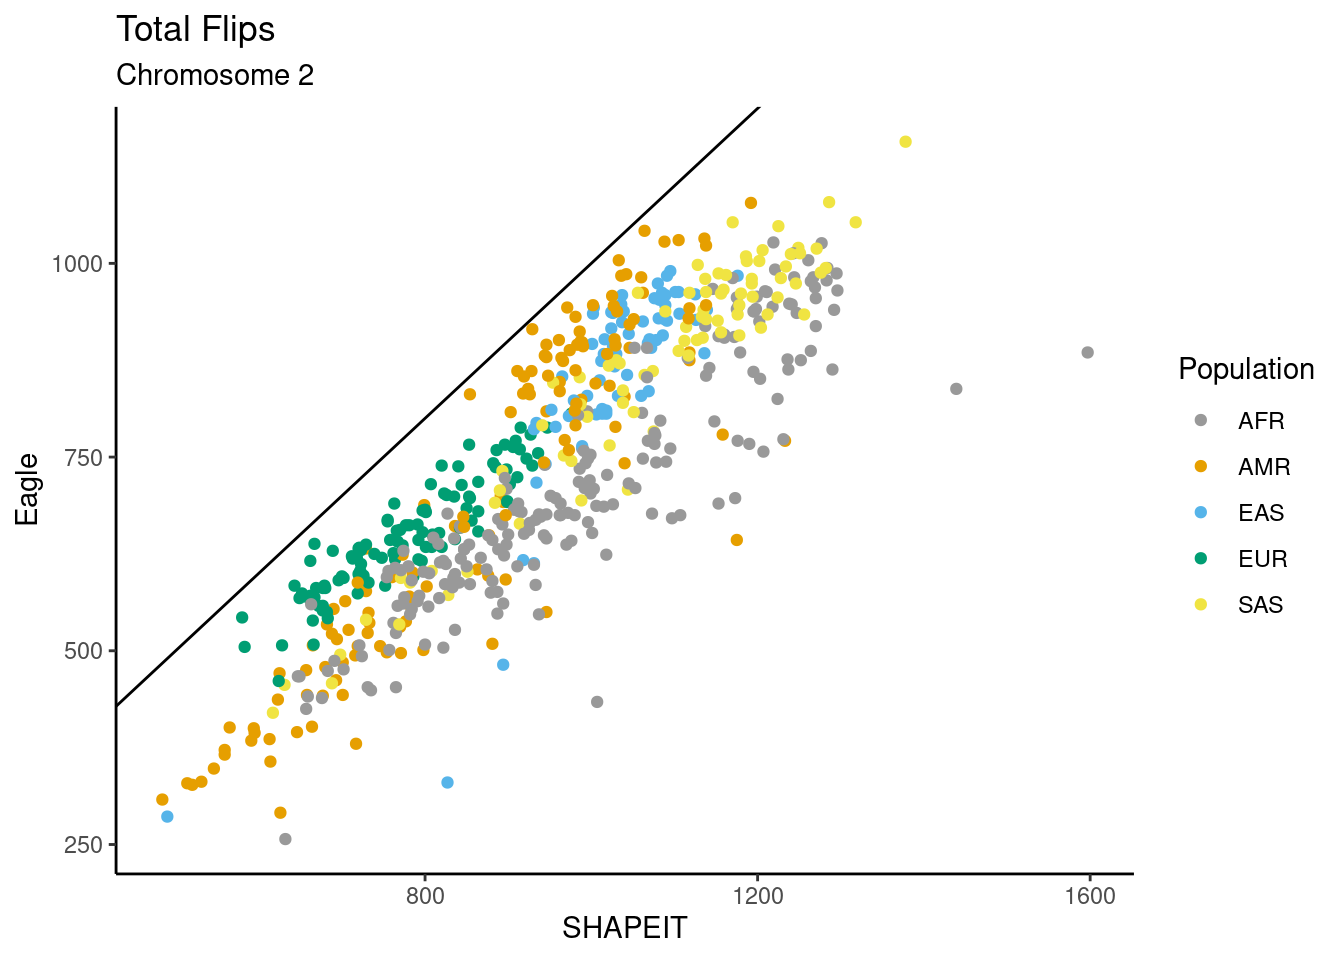 Total Flips
Chromosome 2
1000
750
500
250
Eagle
800 1200 1600
SHAPEIT
Population
AFR
AMR
EAS
EUR
SAS